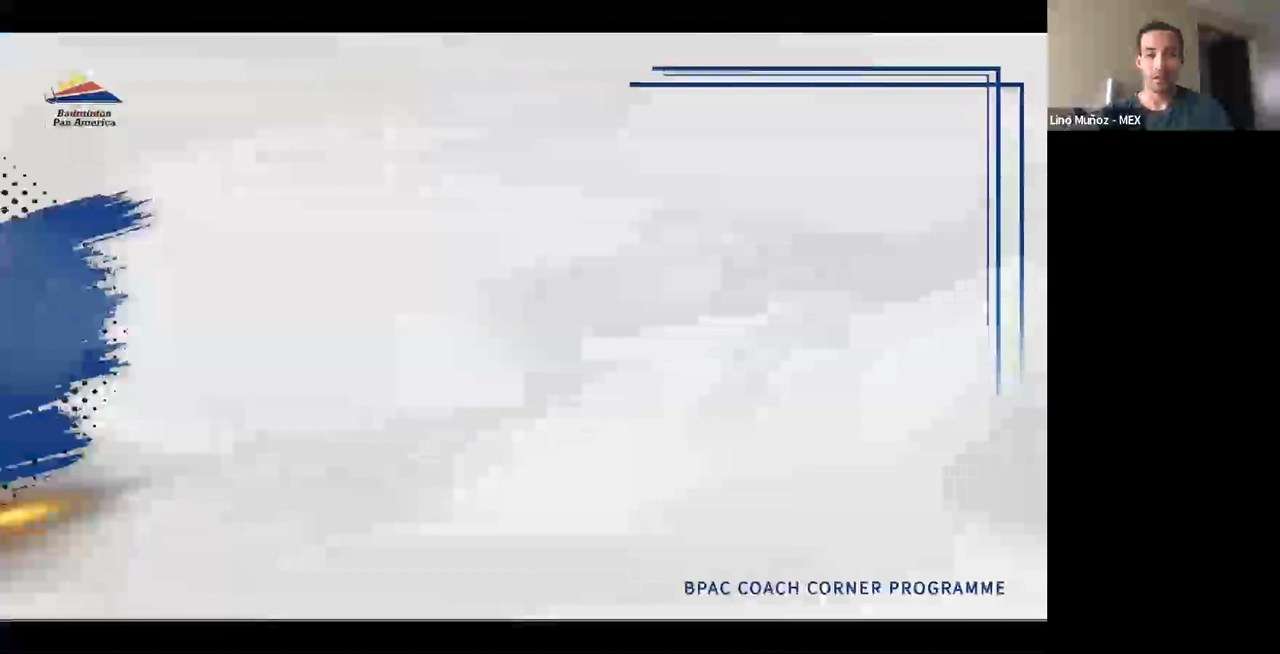 Badminton
Pan America
Lino Muñoz - MEX
BPAC COACH CORNER PROGRAMME